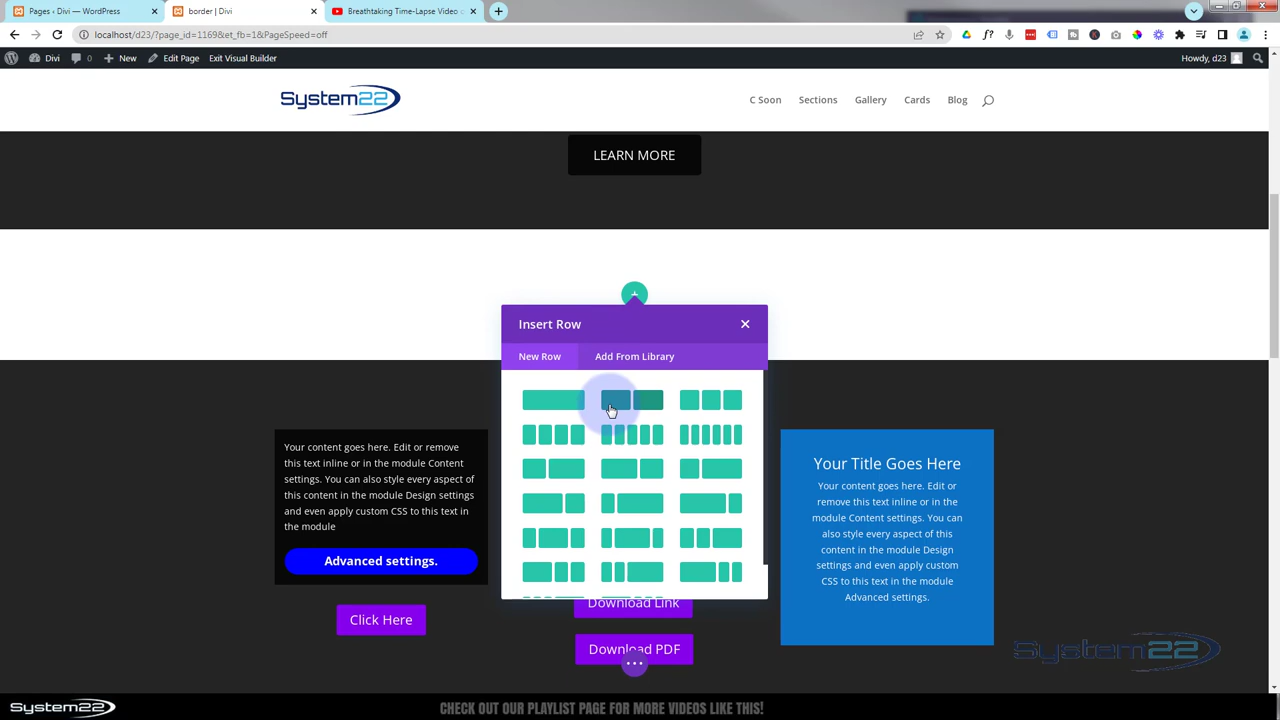 Pages ‹ Divi — WordPress
border | Divi
Breathtaking Time-Lapse Video
localhost/d23/?page_id=1169&et_fb=1&PageSpeed=off
Divi
0
New
Edit Page
Exit Visual Builder
Howdy, d23
System22
C Soon
Sections
Gallery
Cards
Blog
LEARN MORE
Insert Row
New Row
Add From Library
Your content goes here. Edit or remove
this text inline or in the module Content
settings. You can also style every aspect of
this content in the module Design settings
and even apply custom CSS to this text in
the module
Advanced settings.
Click Here
Download Link
Download PDF
Your Title Goes Here
Your content goes here. Edit or
remove this text inline or in the
module Content settings. You can
also style every aspect of this
content in the module Design
settings and even apply custom
CSS to this text in the module
Advanced settings.
System22
System22
CHECK OUT OUR PLAYLIST PAGE FOR MORE VIDEOS LIKE THIS!